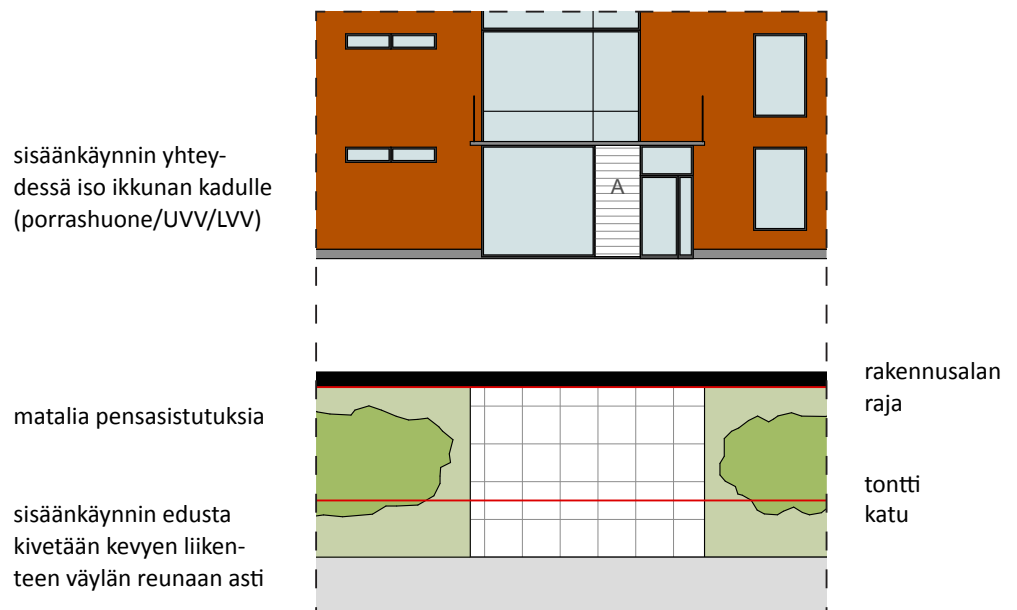 sisäänkäynnin yhtey-
dessä iso ikkunan kadulle
(porrashuone/UVV/LVV)
A
rakennusalan
raja
matalia pensasistutuksia
tontti
katu
sisäänkäynnin edusta
kivetään kevyen liiken-
teen väylän reunaan asti